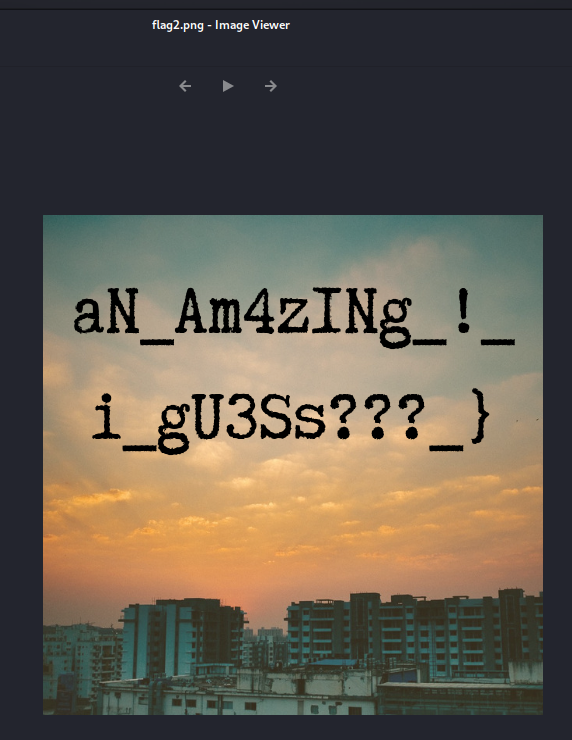 flag2.png - Image Viewer
aN_Am4zINg_!_
i_gU3Ss???_}